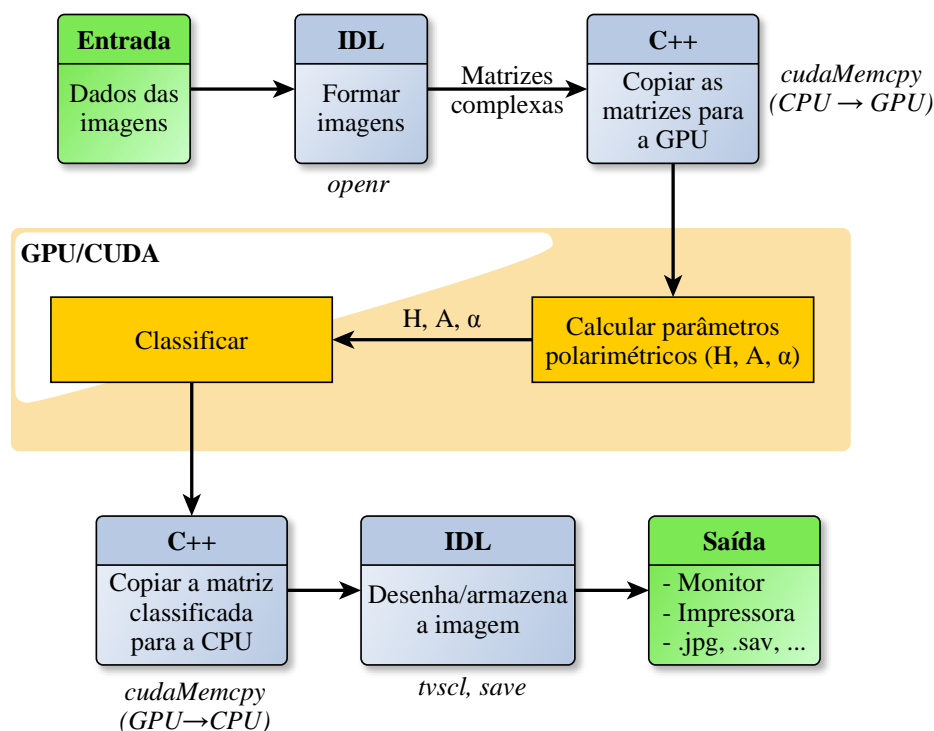 Entrada
Dados das
imagens
IDL
Formar
imagens
openr
Matrizes
complexas
C++
Copiar as
matrizes para
a GPU
cudaMemcpy
(CPU → GPU)
GPU/CUDA
Classificar
H, A, α
Calcular parâmetros
polarimétricos (H, A, α)
C++
Copiar a matriz
classificada
para a CPU
cudaMemcpy
(GPU→CPU)
IDL
Desenha/armazena
a imagem
tvscl, save
Saída
- Monitor
- Impressora
- .jpg, .sav, ...